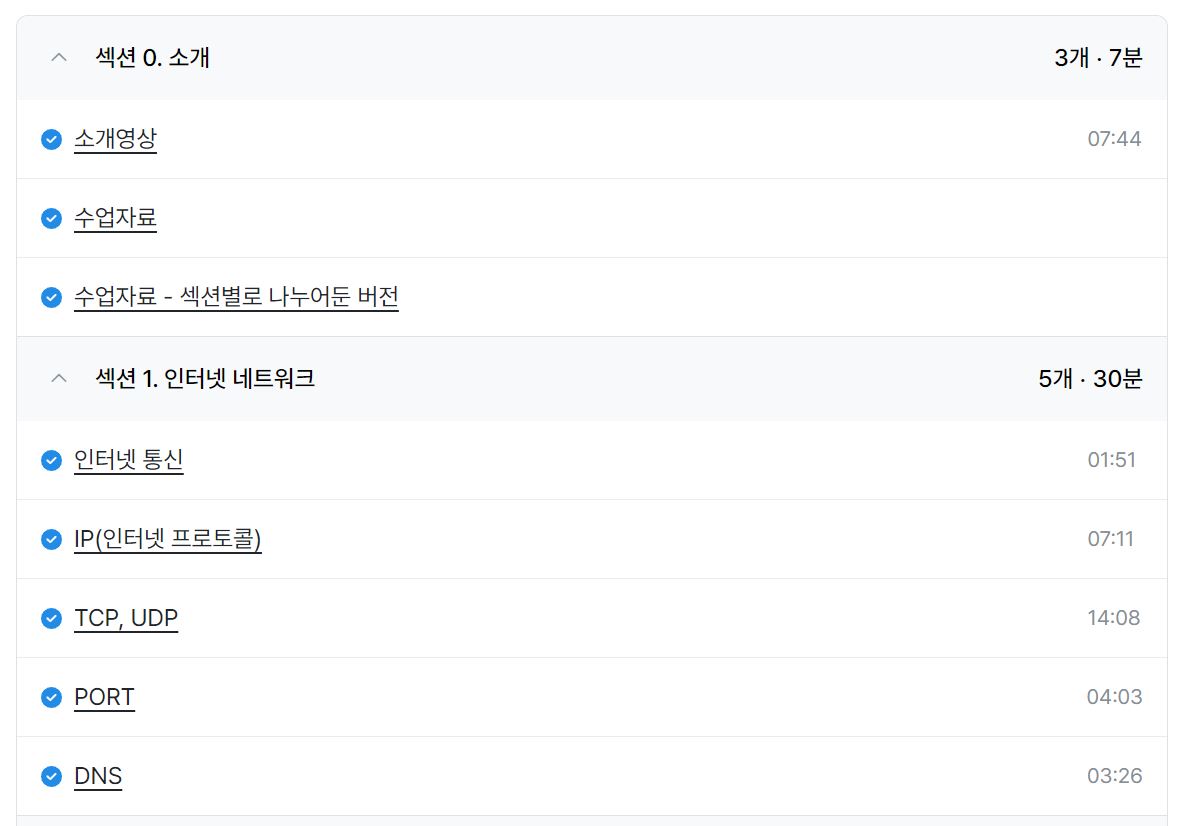 섹션 0. 소개 3개 · 7분
소개영상 07:44
수업자료
수업자료 - 섹션별로 나누어둔 버전
섹션 1. 인터넷 네트워크 5개 · 30분
인터넷 통신 01:51
IP(인터넷 프로토콜) 07:11
TCP, UDP 14:08
PORT 04:03
DNS 03:26